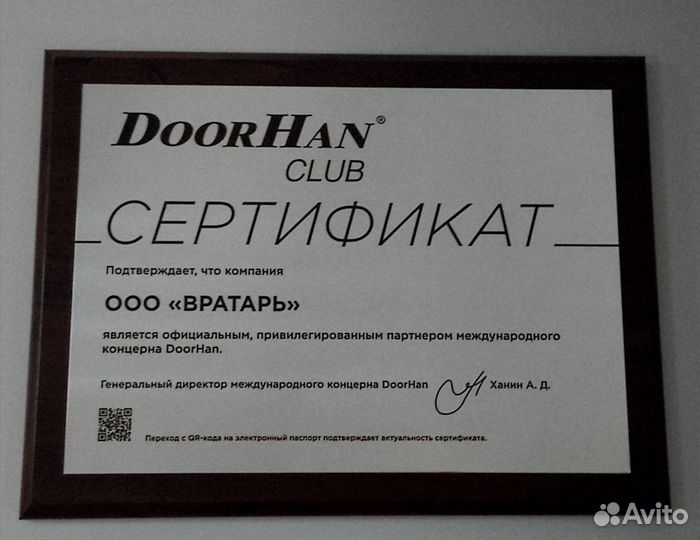 DOORHAN®
CLUB
СЕРТИФИКАТ
Подтверждает, что компания
ООО «ВРАТАРЬ»
является официальным, привилегированным партнером международного
концерна DoorHan.
Генеральный директор международного концерна DoorHan Ханин А. Д.
Переход с QR-кода на электронный паспорт подтверждает актуальность сертификата.
Avito